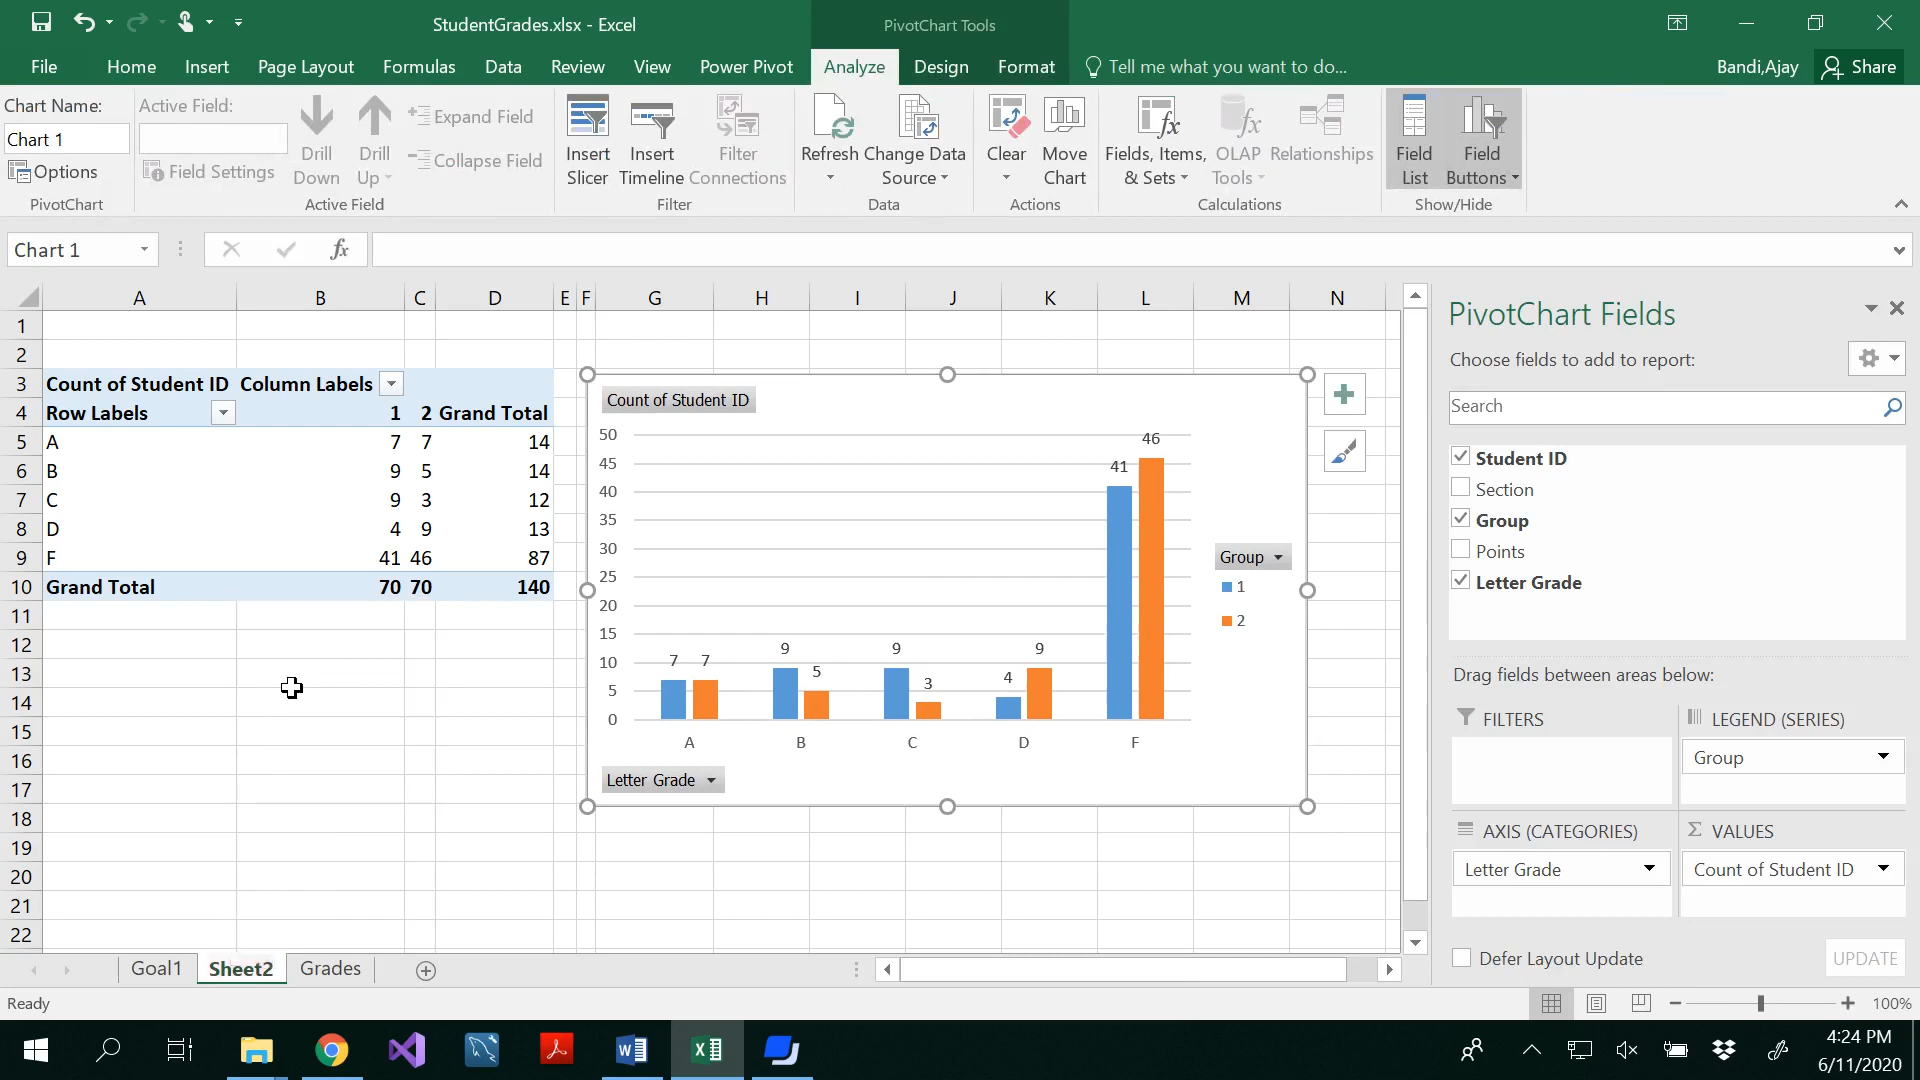 StudentGrades.xlsx - Excel
PivotChart Tools
File Home Insert Page Layout Formulas Data Review View Power Pivot Analyze Design Format Tell me what you want to do... Bandi,Ajay Share
Chart Name:
Chart 1
Options
PivotChart
Active Field:
Field Settings
Drill Down
Drill Up
Expand Field
Collapse Field
Active Field
Insert Slicer
Insert Timeline
Filter Connections
Filter
Refresh
Change Data Source
Data
Clear
Move Chart
Actions
Fields, Items, & Sets
OLAP Tools
Relationships
Calculations
Field List
Field Buttons
Show/Hide
Chart 1
fx
A B C D E F G H I J K L M N
1
2
3 Count of Student ID Column Labels
4 Row Labels 1 2 Grand Total
5 A 7 7 14
6 B 9 5 14
7 C 9 3 12
8 D 4 9 13
9 F 41 46 87
10 Grand Total 70 70 140
11
12
13
14
15
16
17
18
19
20
21
22
Count of Student ID
50
45
40
35
30
25
20
15
10
5
0
7 7 9 5 9 3 4 9 41 46
A B C D F
Letter Grade
Group
1
2
PivotChart Fields
Choose fields to add to report:
Search
Student ID
Section
Group
Points
Letter Grade
Drag fields between areas below:
FILTERS
LEGEND (SERIES)
Group
AXIS (CATEGORIES)
Letter Grade
VALUES
Count of Student ID
Defer Layout Update
UPDATE
Goal1 Sheet2 Grades
Ready
100%
4:24 PM
6/11/2020